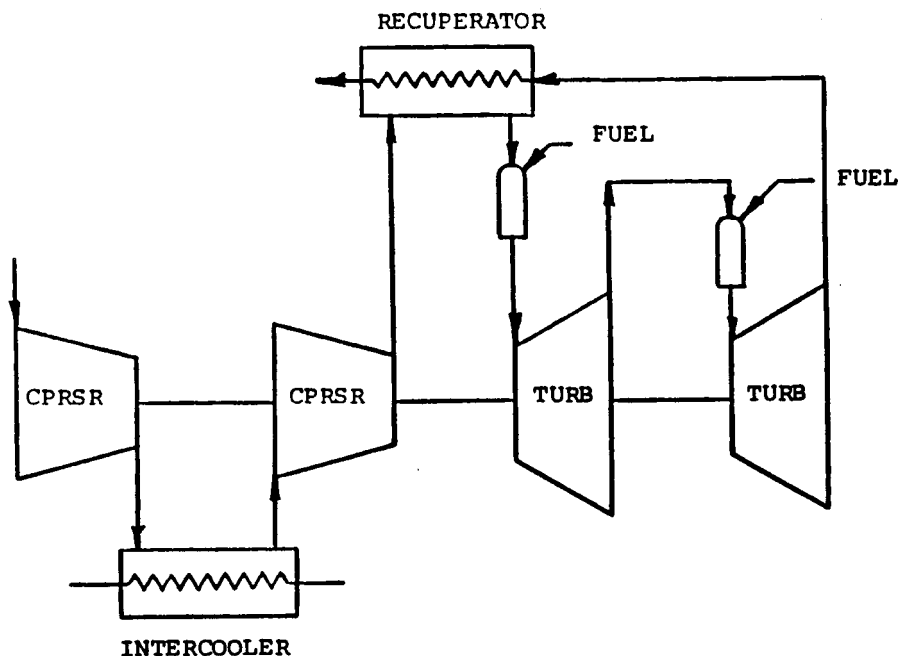 RECUPERATOR
FUEL
FUEL
CPRSR
CPRSR
TURB
TURB
INTERCOOLER